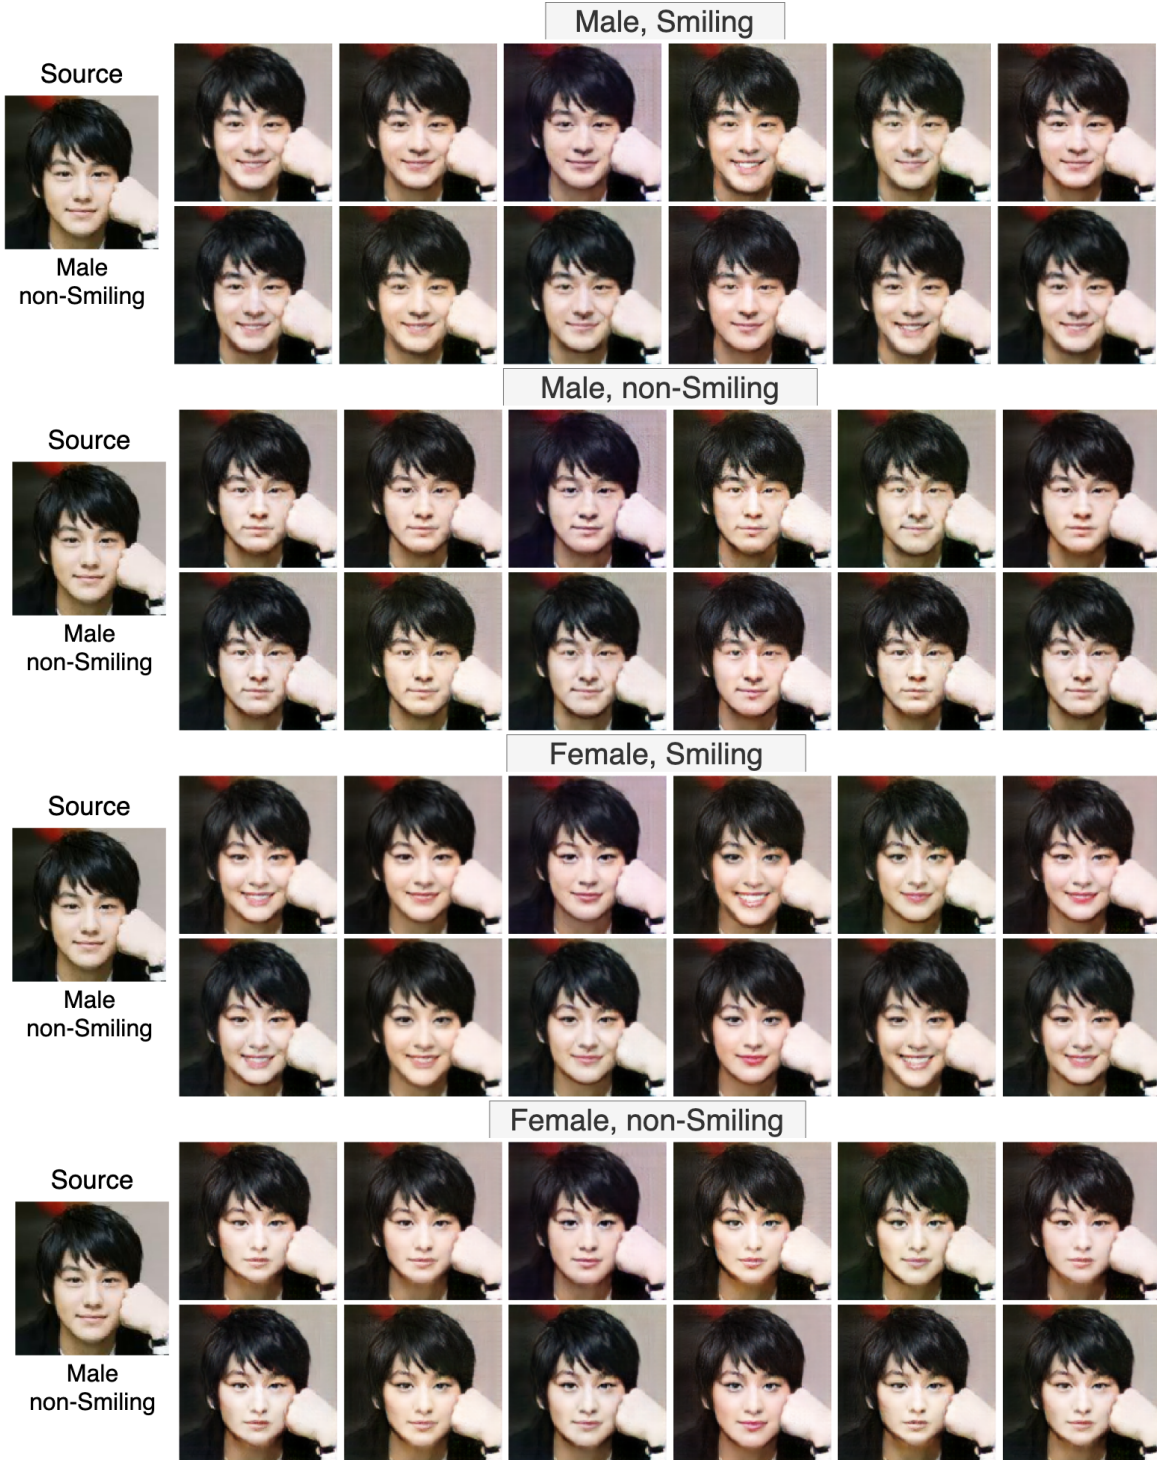 Male, Smiling
Source
Male
non-Smiling
Male, non-Smiling
Source
Male
non-Smiling
Female, Smiling
Source
Male
non-Smiling
Female, non-Smiling
Source
Male
non-Smiling